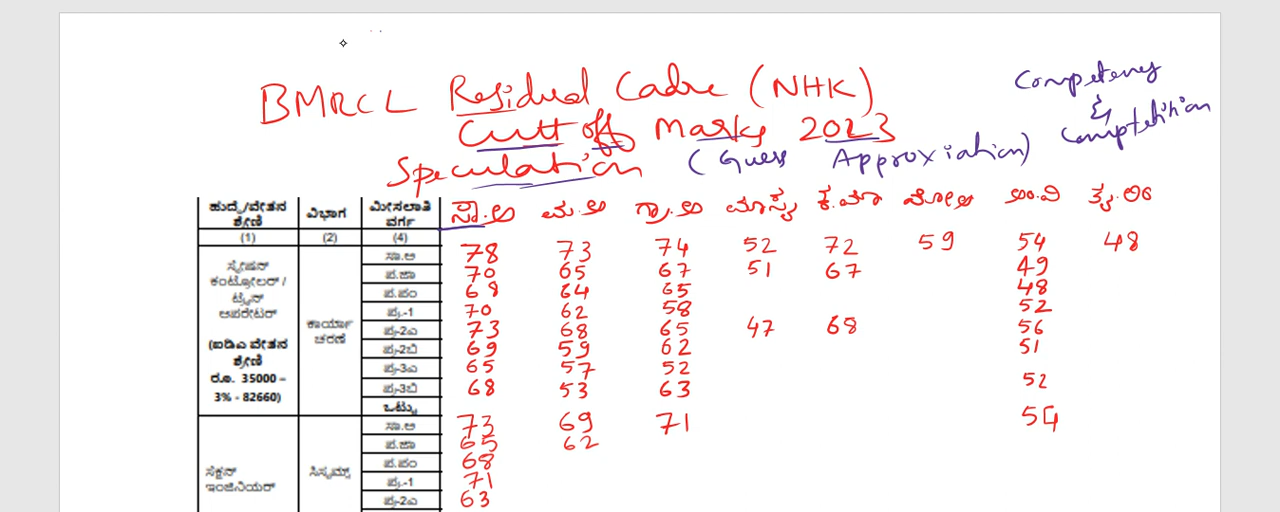 BMRCL Residual Cadre (NHK)
Cutt off Marks 2023
Speculation (Guess Approxiation)
Competency
&
Comptetition
ಹುದ್ದೆ/ವೇತನ ಶ್ರೇಣಿ ವಿಭಾಗ ಮೀಸಲಾತಿ ವರ್ಗ ಸಾ.ಅ ಮ.ಅ ಗ್ರಾ.ಅ ಮಾಸ್ಯ ಕ.ಮಾ ಅಂ.ವಿ
(1) (2) (4)
ಸಾ.ಅ 78 73 74 52 72 59 54 48
ಪ.ಜಾ 70 65 67 51 67 49
ಪ.ಪಂ 68 64 65 48
ಪ್ರ-1 70 62 58 52
ಪ್ರ-2ಎ 73 68 65 47 68 56
ಪ್ರ-2ಬಿ 69 59 62 51
ಪ್ರ-3ಎ 65 57 52
ಪ್ರ-3ಬಿ 68 53 63 52
ಒಟ್ಟು
ಸ್ಟೇಷನ್
ಕಂಟ್ರೋಲರ್ /
ಟ್ರೈನ್
ಆಪರೇಟರ್
(ಐಡಿಎ ವೇತನ
ಶ್ರೇಣಿ
ರೂ. 35000 –
3% - 82660)
ಕಾರ್ಯಾ
ಚರಣೆ
ಸಾ.ಅ 73 69 71 54
ಪ.ಜಾ 65 62
ಪ.ಪಂ 68
ಪ್ರ-1 71
ಪ್ರ-2ಎ 63
ಸೆಕ್ಷನ್
ಇಂಜಿನಿಯರ್
ಸಿಸ್ಟಮ್ಸ್